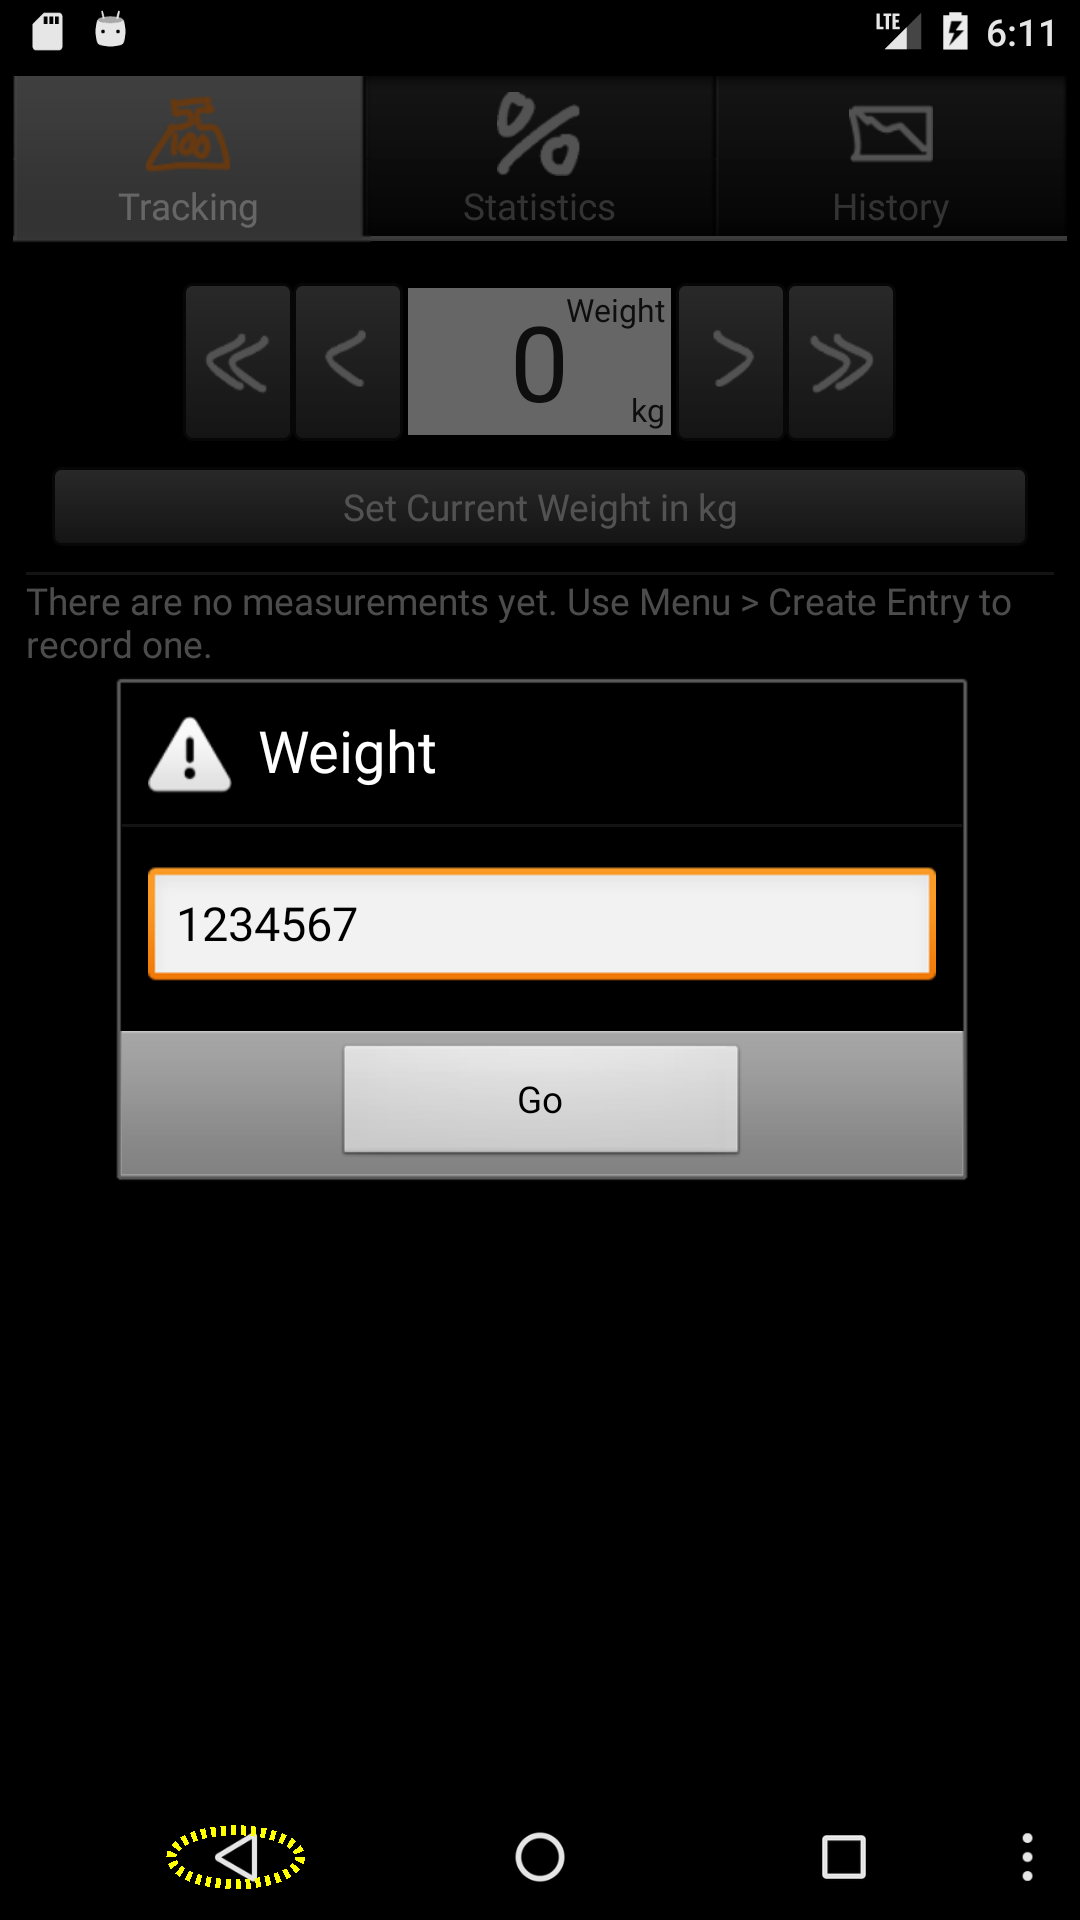 LTE 6:11
Tracking Statistics History
Weight
0
kg
Set Current Weight in kg
There are no measurements yet. Use Menu > Create Entry to
record one.
Weight
1234567
Go